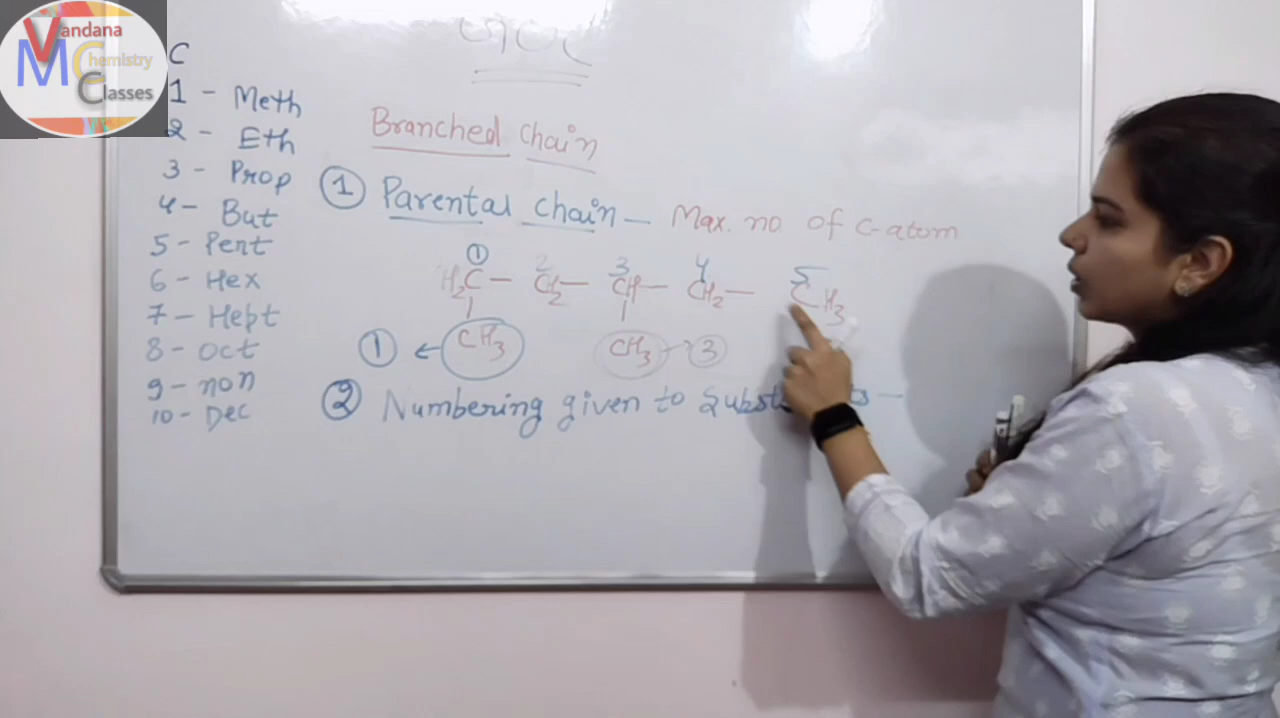 Vandana
Chemistry
Classes
C
1 - Meth
2 - Eth
3 - Prop
4 - But
5 - Pent
6 - Hex
7 - Hept
8 - Oct
9 - non
10 - Dec
Branched Chain
① Parental chain - Max. no. of C-atom
① 2 3 4 5
H2C - CH2 - CH - CH2 - CH3
① ← CH3 CH3 → 3
② Numbering given to